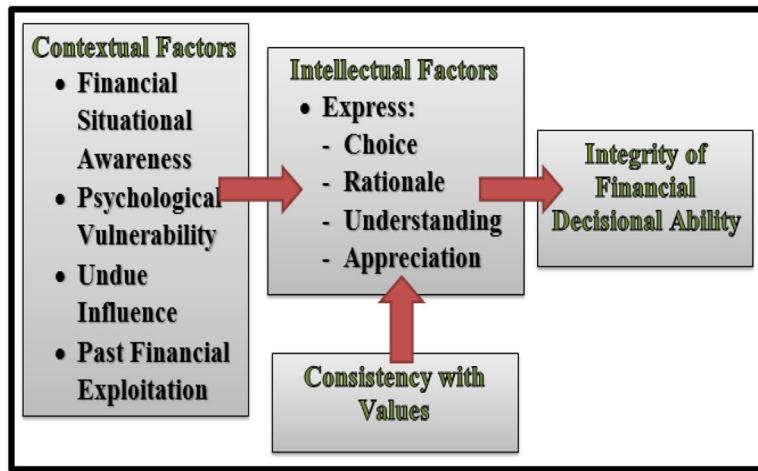 Contextual Factors
• Financial
Situational
Awareness
• Psychological
Vulnerability
• Undue
Influence
• Past Financial
Exploitation
Intellectual Factors
• Express:
- Choice
- Rationale
- Understanding
- Appreciation
Consistency with
Values
Integrity of
Financial
Decisional Ability